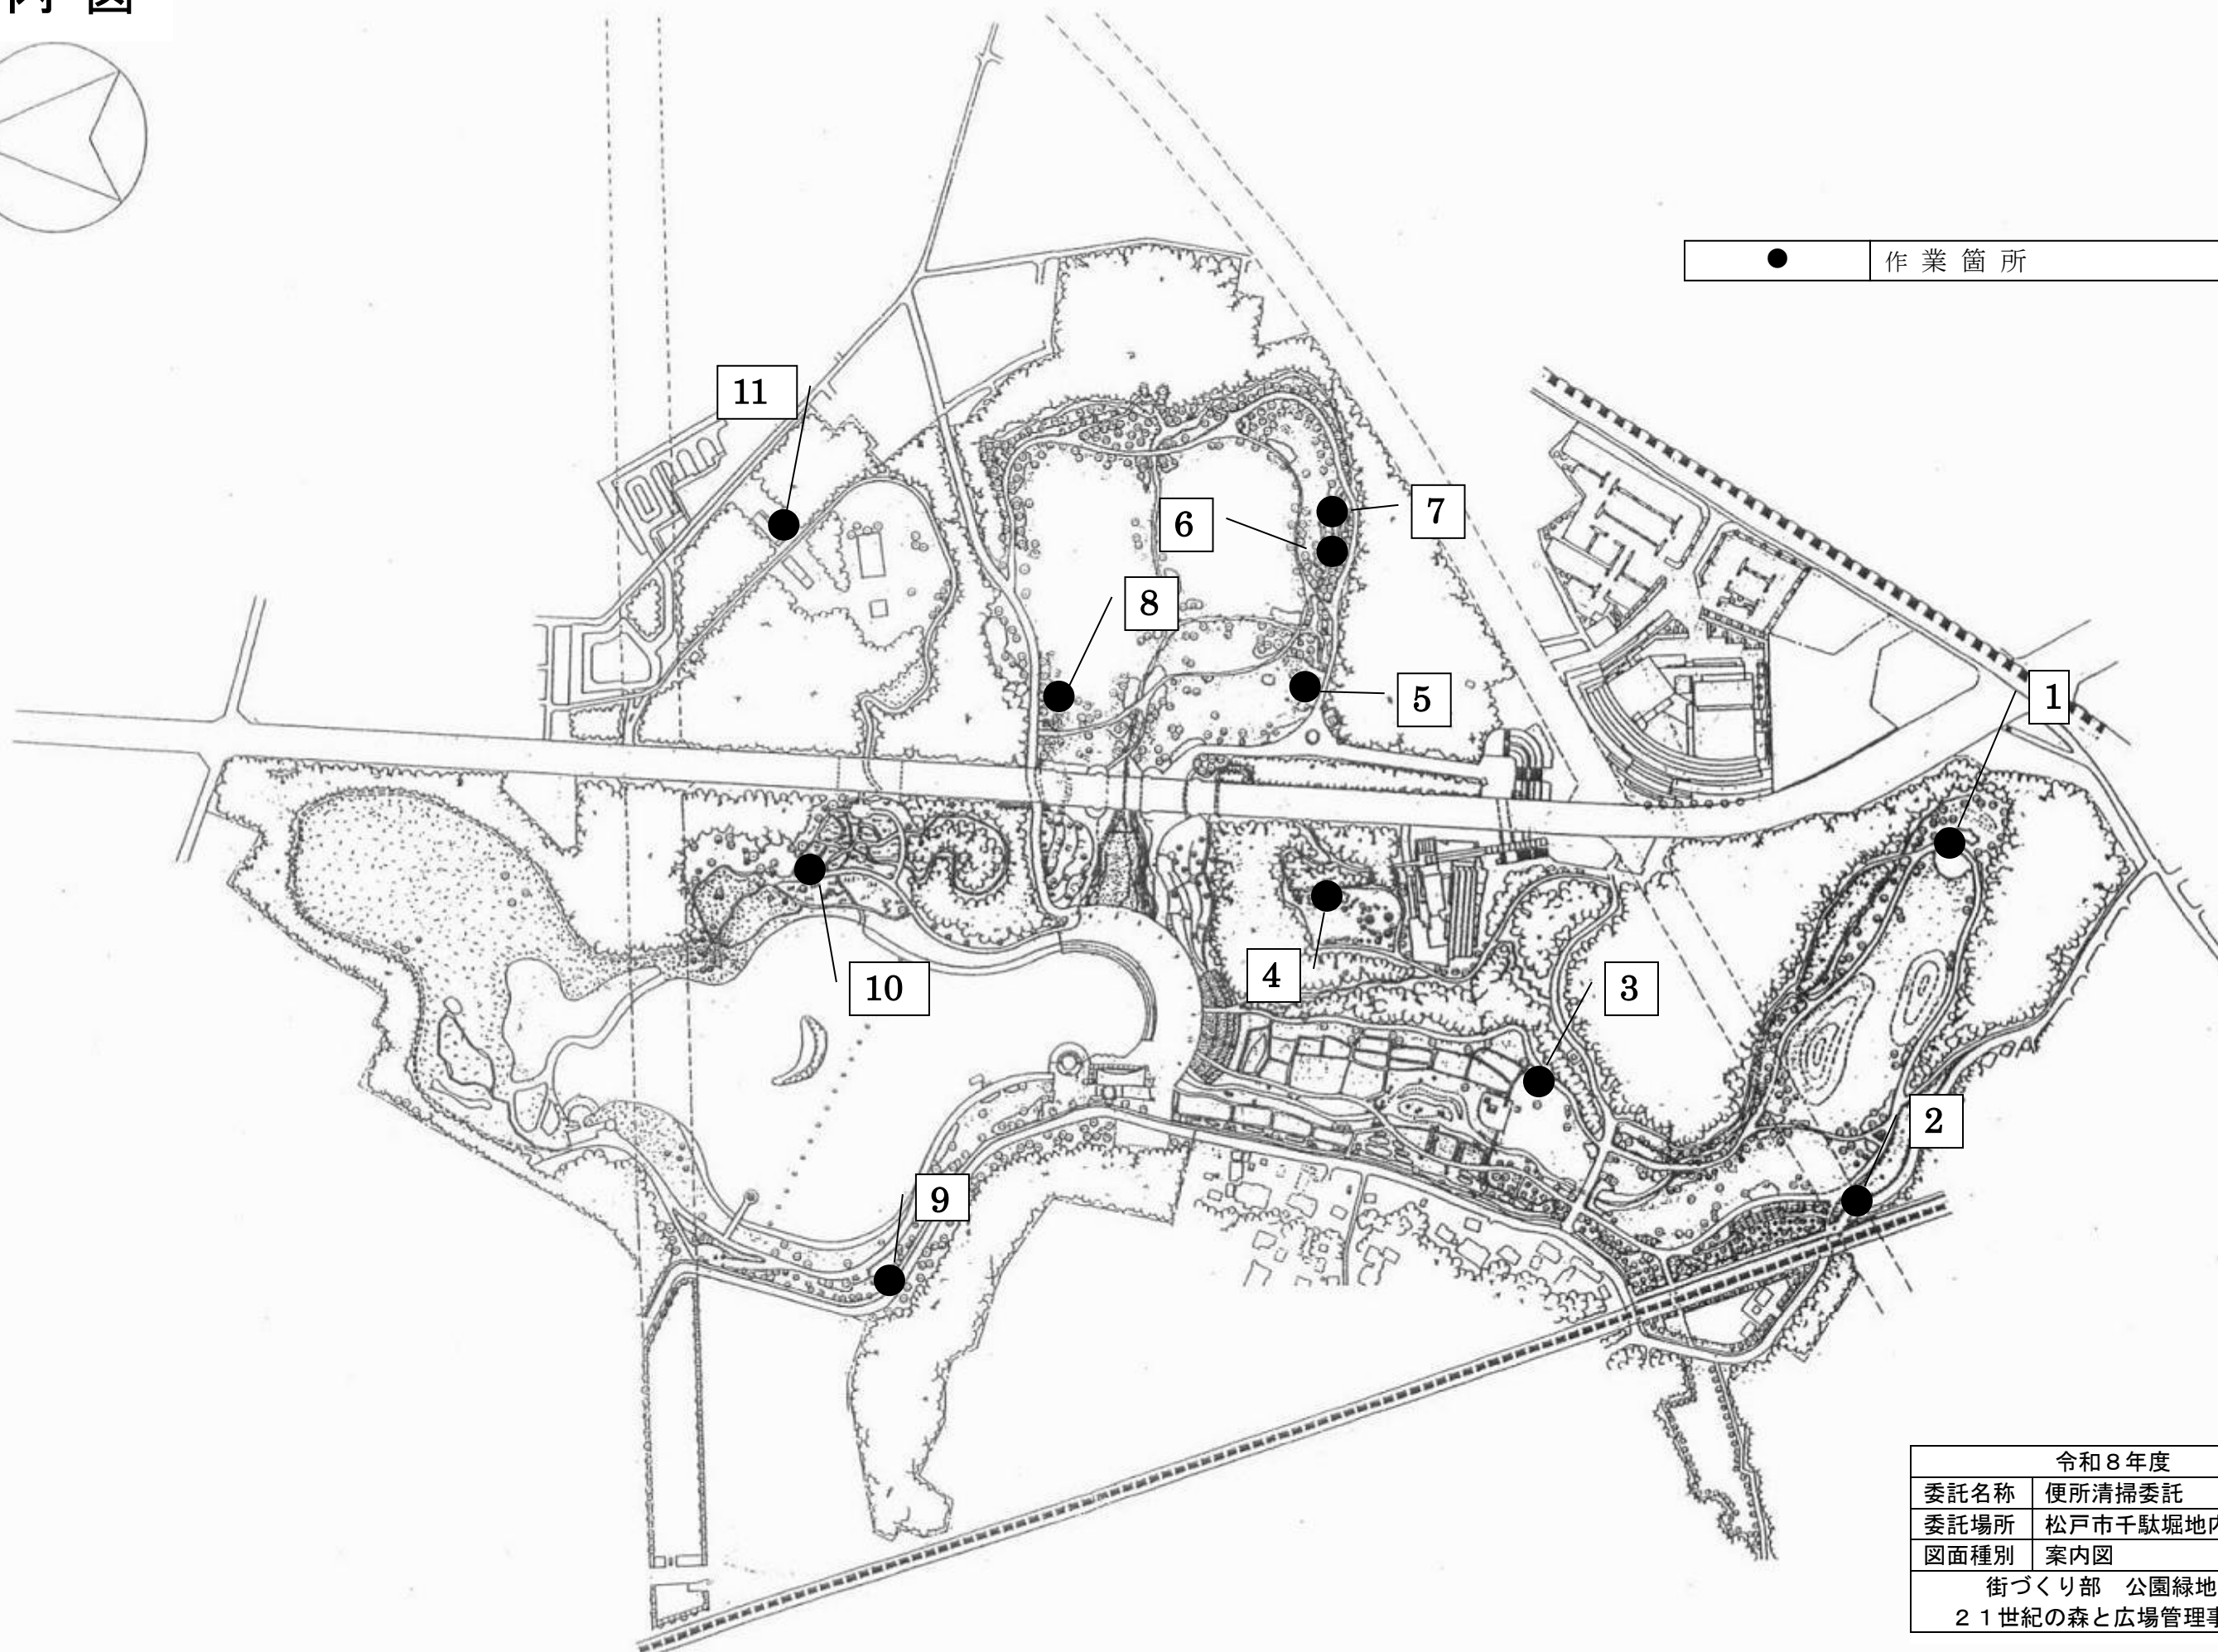 内 図
● 作 業 箇 所
11
7
6
8
5
1
10
4
3
2
9
令和８年度
委託名称 便所清掃委託
委託場所 松戸市千駄堀地内
図面種別 案内図
街づくり部　公園緑地
２１世紀の森と広場管理事